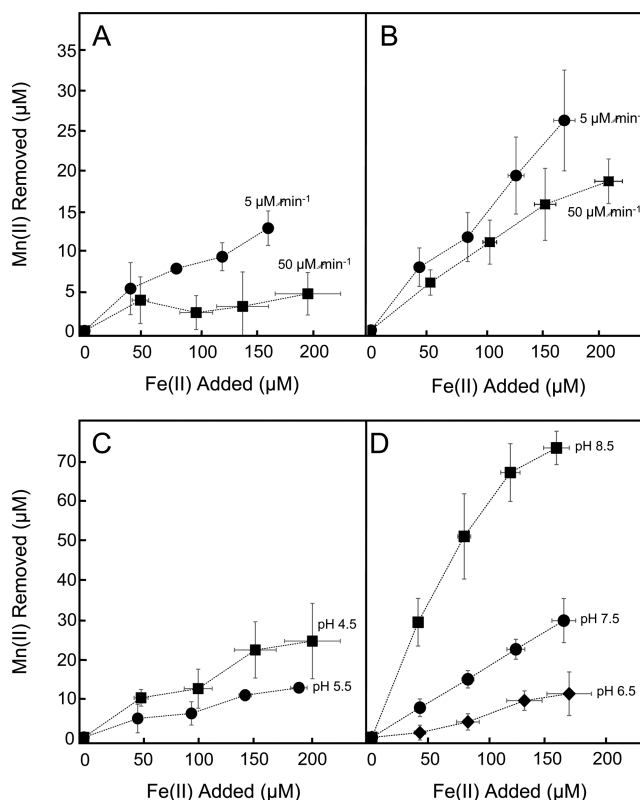 A
B
35
30
25
20
15
10
5
0
Mn(II) Removed (µM)
5 µM min⁻¹
50 µM min⁻¹
5 µM min⁻
50 µM min⁻¹
0 50 100 150 200
0 50 100 150 200
Fe(II) Added (µM)
Fe(II) Added (µM)
C
D
70
60
50
40
30
20
10
0
Mn(II) Removed (µM)
pH 4.5
pH 5.5
pH 8.5
pH 7.5
pH 6.5
0 50 100 150 200
0 50 100 150 200
Fe(II) Added (µM)
Fe(II) Added (µM)